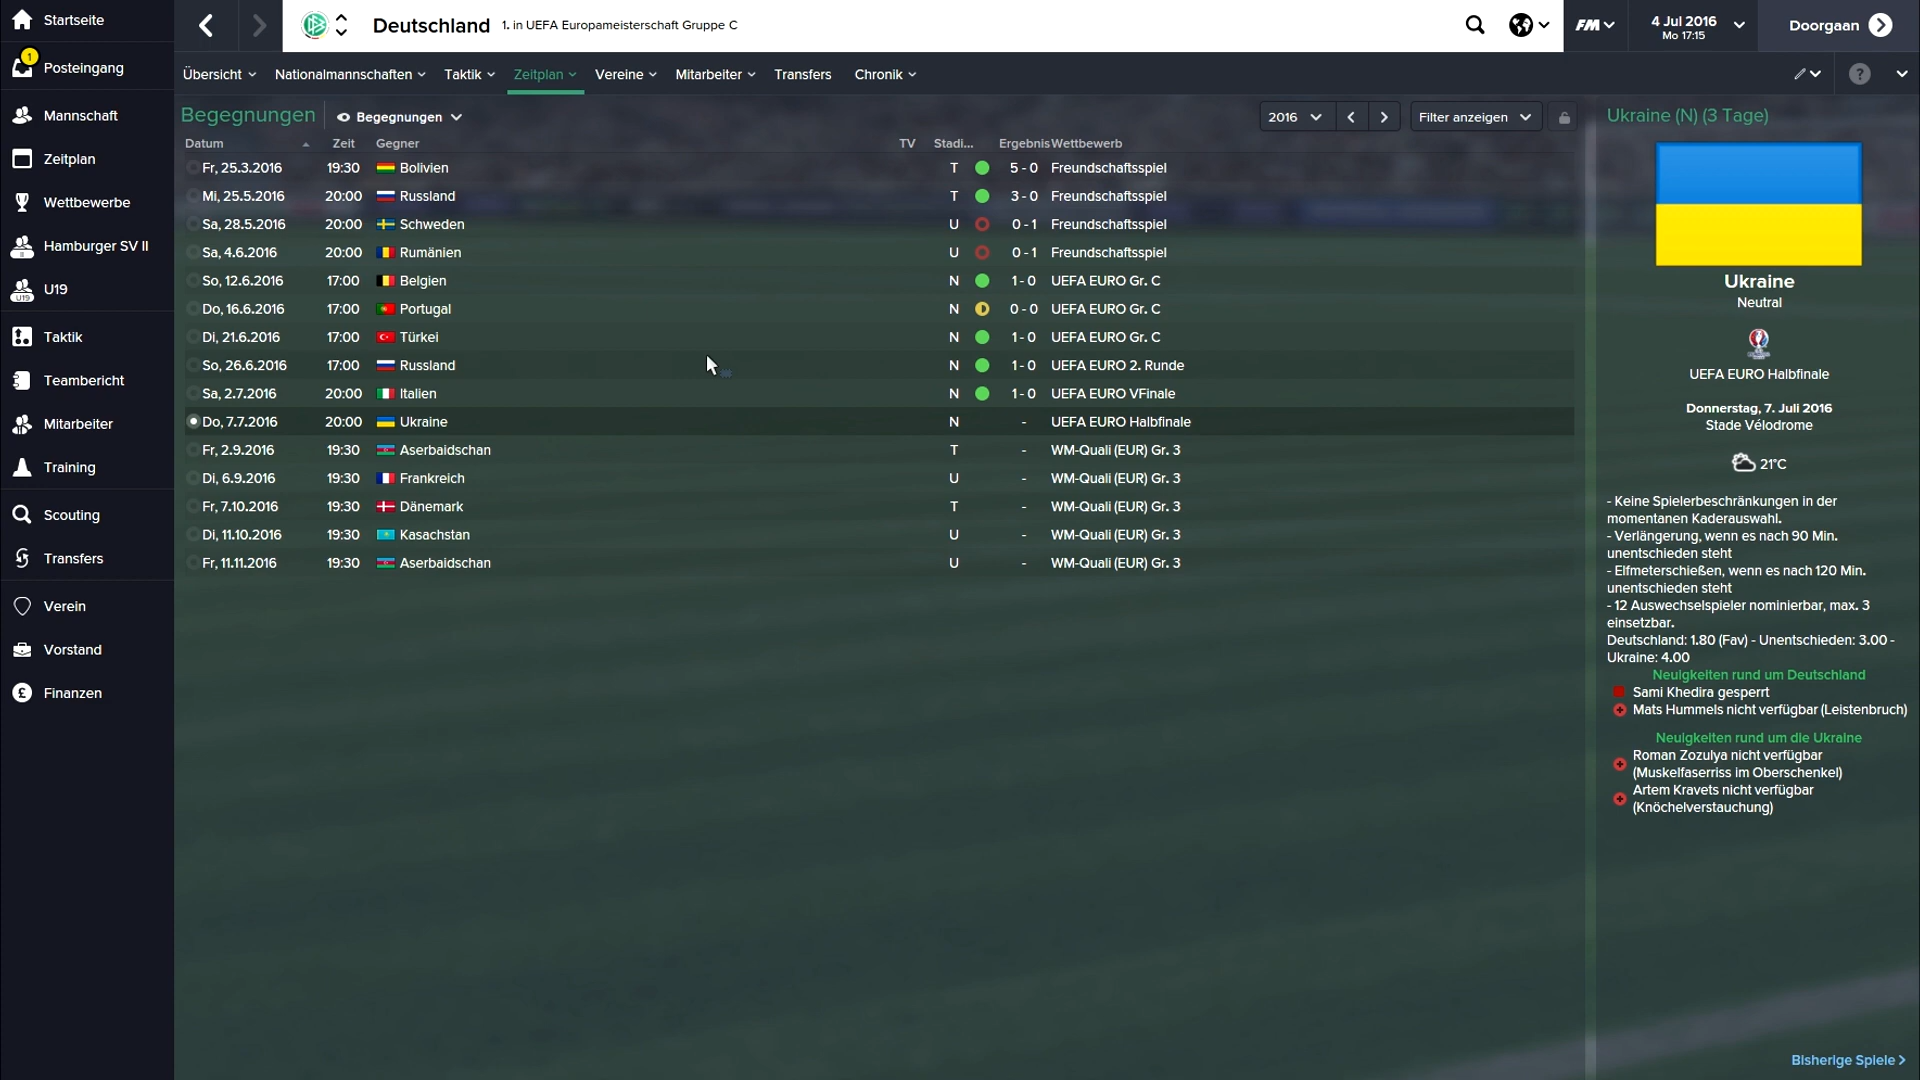 Startseite
1
Posteingang
Mannschaft
Zeitplan
Wettbewerbe
Hamburger SV II
U19
Taktik
Teambericht
Mitarbeiter
Training
Scouting
Transfers
Verein
Vorstand
Finanzen
Deutschland 1. in UEFA Europameisterschaft Gruppe C
FM
4 Jul 2016
Mo 17:15
Doorgaan
Übersicht Nationalmannschaften Taktik Zeitplan Vereine Mitarbeiter Transfers Chronik
?
Begegnungen Begegnungen 2016 Filter anzeigen
Datum Zeit Gegner TV Stadi... Ergebnis Wettbewerb
Fr, 25.3.2016 19:30 Bolivien T 5 - 0 Freundschaftsspiel
Mi, 25.5.2016 20:00 Russland T 3 - 0 Freundschaftsspiel
Sa, 28.5.2016 20:00 Schweden U 0 - 1 Freundschaftsspiel
Sa, 4.6.2016 20:00 Rumänien U 0 - 1 Freundschaftsspiel
So, 12.6.2016 17:00 Belgien N 1 - 0 UEFA EURO Gr. C
Do, 16.6.2016 17:00 Portugal N 0 - 0 UEFA EURO Gr. C
Di, 21.6.2016 17:00 Türkei N 1 - 0 UEFA EURO Gr. C
So, 26.6.2016 17:00 Russland N 1 - 0 UEFA EURO 2. Runde
Sa, 2.7.2016 20:00 Italien N 1 - 0 UEFA EURO VFinale
Do, 7.7.2016 20:00 Ukraine N - UEFA EURO Halbfinale
Fr, 2.9.2016 19:30 Aserbaidschan T - WM-Quali (EUR) Gr. 3
Di, 6.9.2016 19:30 Frankreich U - WM-Quali (EUR) Gr. 3
Fr, 7.10.2016 19:30 Dänemark T - WM-Quali (EUR) Gr. 3
Di, 11.10.2016 19:30 Kasachstan U - WM-Quali (EUR) Gr. 3
Fr, 11.11.2016 19:30 Aserbaidschan U - WM-Quali (EUR) Gr. 3
Ukraine (N) (3 Tage)
Ukraine
Neutral
UEFA EURO Halbfinale
Donnerstag, 7. Juli 2016
Stade Vélodrome
21°C
- Keine Spielerbeschränkungen in der
momentanen Kaderauswahl.
- Verlängerung, wenn es nach 90 Min.
unentschieden steht
- Elfmeterschießen, wenn es nach 120 Min.
unentschieden steht
- 12 Auswechselspieler nominierbar, max. 3
einsetzbar.
Deutschland: 1.80 (Fav) - Unentschieden: 3.00 -
Ukraine: 4.00
Neuigkeiten rund um Deutschland
Sami Khedira gesperrt
Mats Hummels nicht verfügbar (Leistenbruch)
Neuigkeiten rund um die Ukraine
Roman Zozulya nicht verfügbar
(Muskelfaserriss im Oberschenkel)
Artem Kravets nicht verfügbar
(Knöchelverstauchung)
Bisherige Spiele